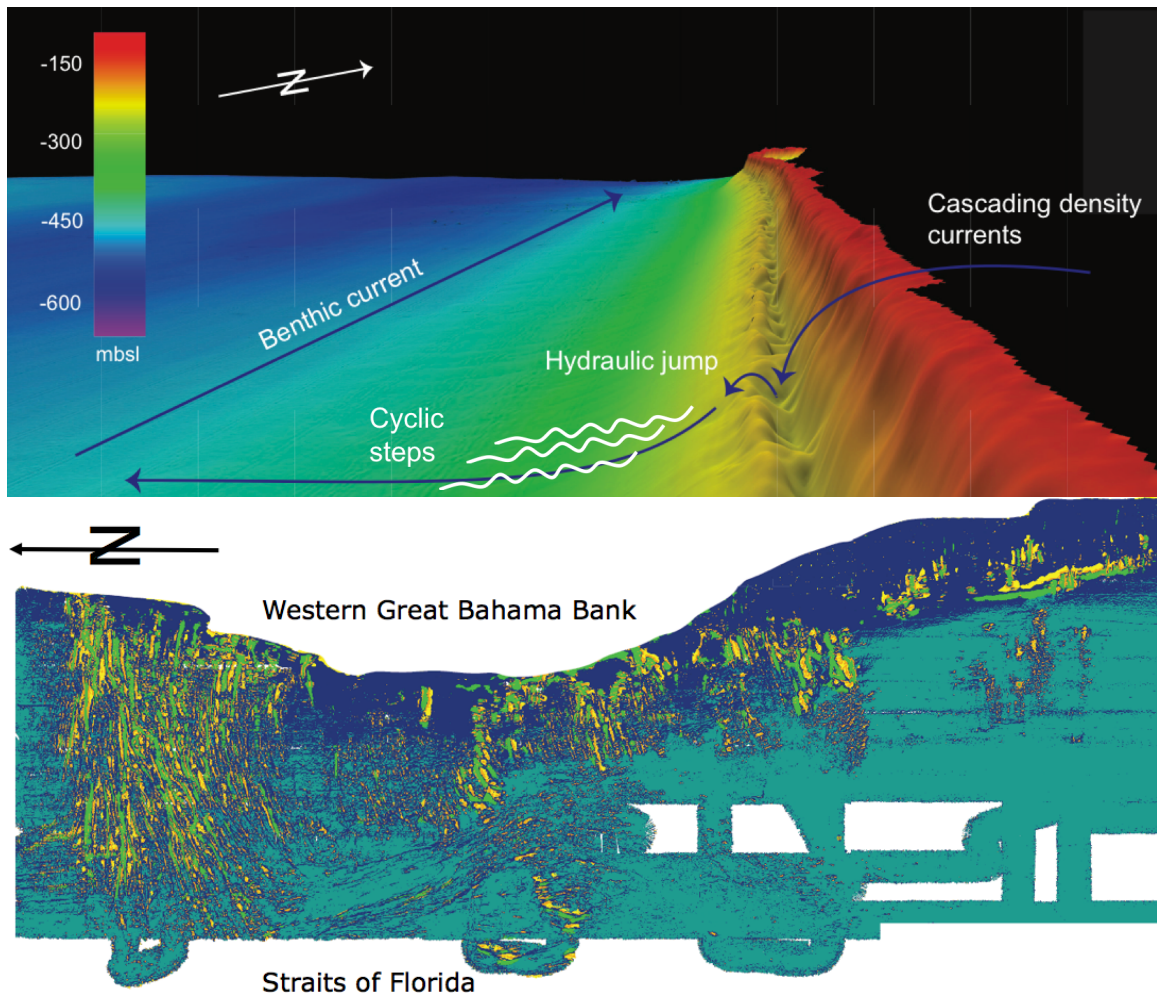 -150
-300
-450
-600
mbsl
N
Cascading density
currents
Benthic current
Hydraulic jump
Cyclic
steps
N
Western Great Bahama Bank
Straits of Florida